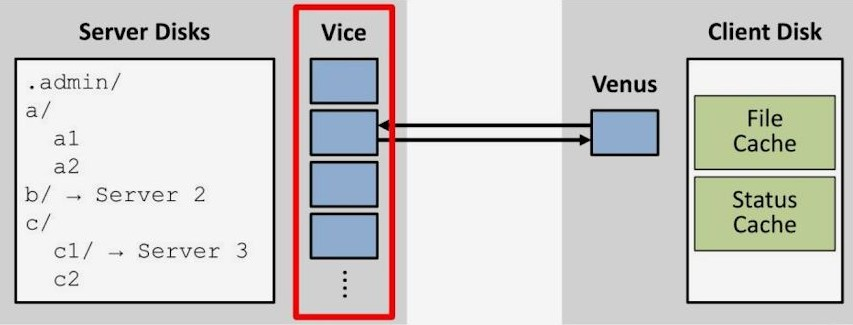 Server Disks
.admin/
a/
a1
a2
b/ → Server 2
c/
c1/ → Server 3
c2
Vice
Venus
Client Disk
File
Cache
Status
Cache